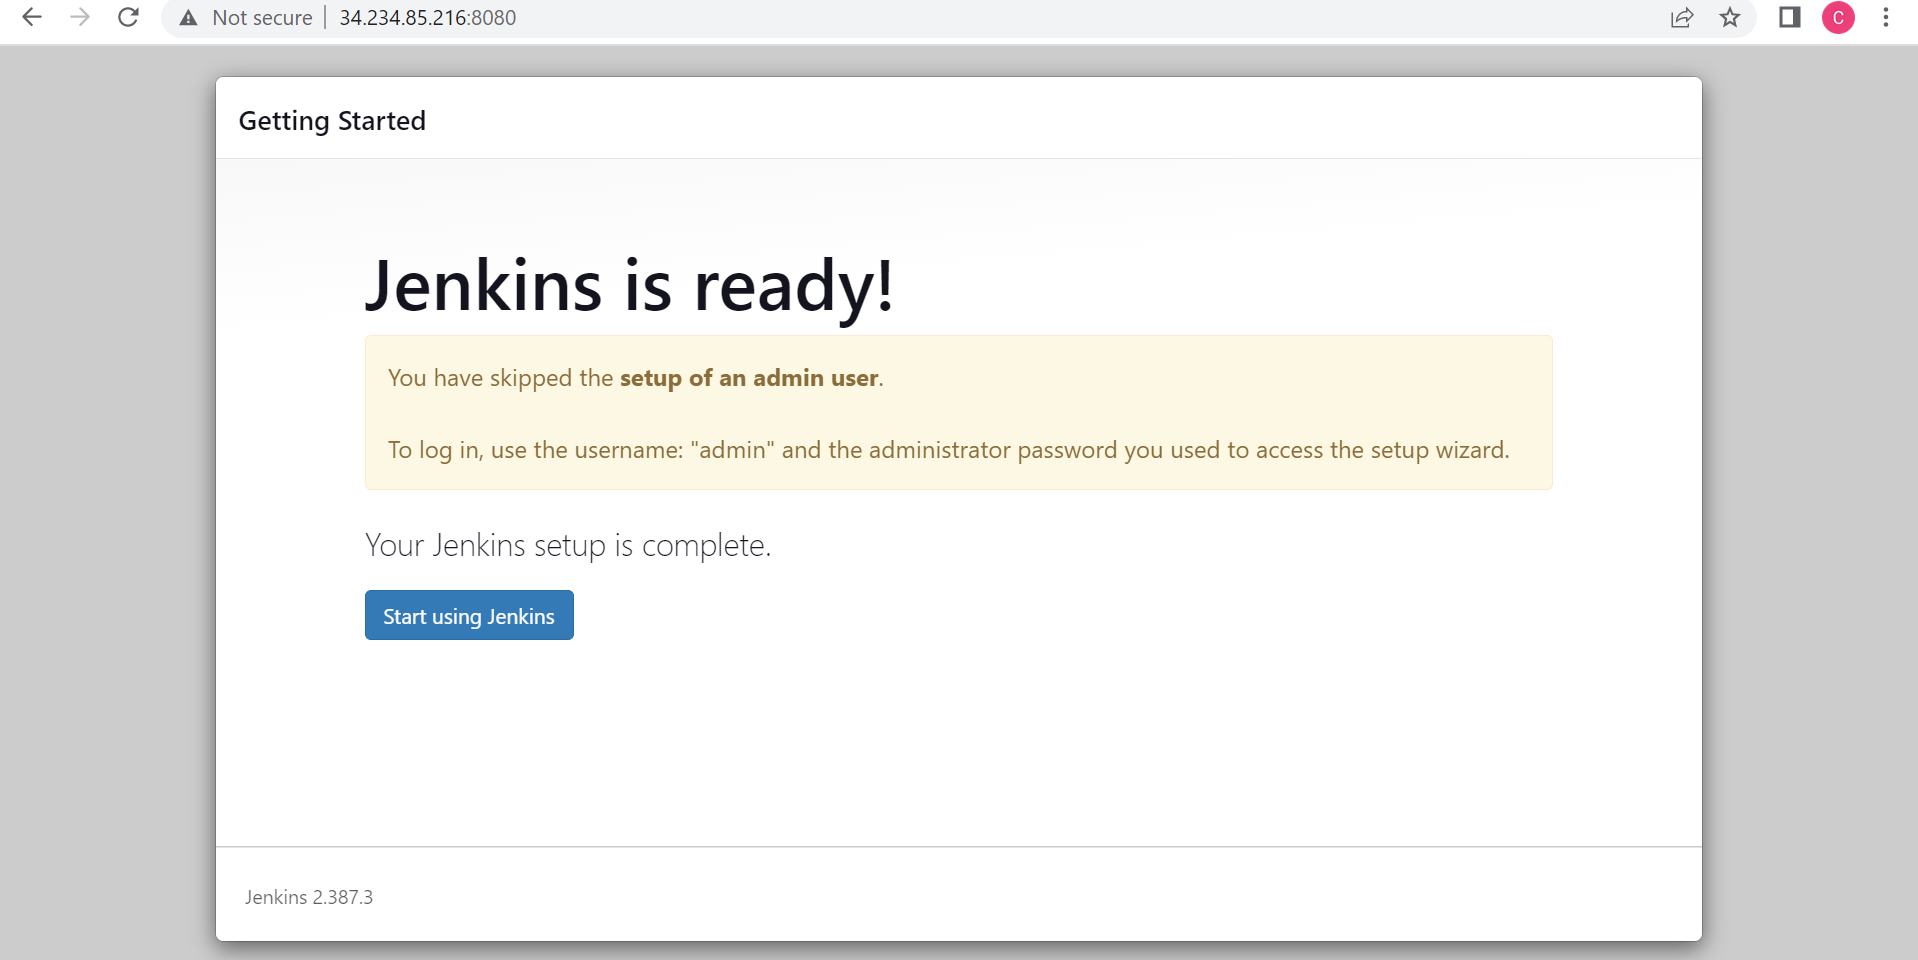 Not secure | 34.234.85.216:8080
C
Getting Started
Jenkins is ready!
You have skipped the setup of an admin user.
To log in, use the username: "admin" and the administrator password you used to access the setup wizard.
Your Jenkins setup is complete.
Start using Jenkins
Jenkins 2.387.3